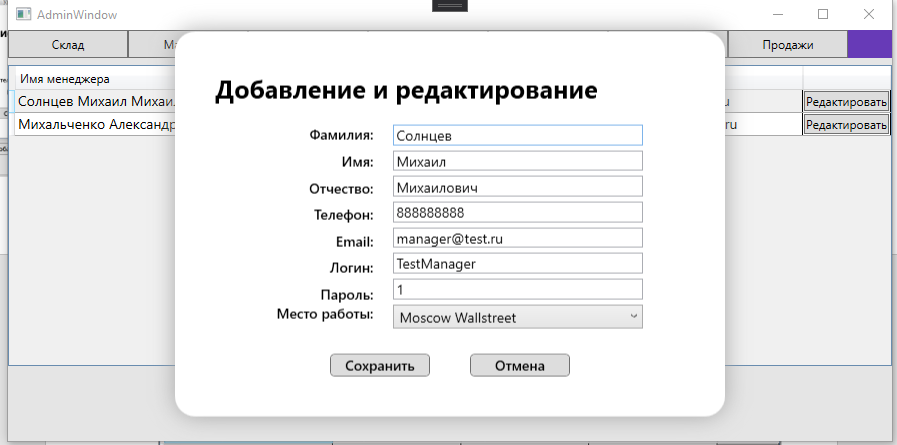 AdminWindow
Склад
Продажи
Имя менеджера
Солнцев Михаил Михаи
Редактировать
Михальченко Александр
ru
Редактировать
Добавление и редактирование
Фамилия: Солнцев
Имя: Михаил
Отчество: Михаилович
Телефон: 888888888
Email: manager@test.ru
Логин: TestManager
Пароль: 1
Место работы: Moscow Wallstreet
Сохранить Отмена